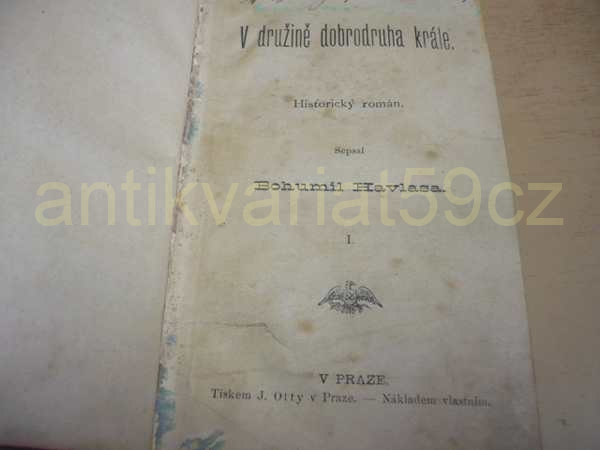 V družině dobrodruha krále.
Historický román.
Sepsal
Bohumil Havlasa.
antikvariat59cz
I.
V PRAZE.
Tiskem J. Otty v Praze. — Nákladem vlastním.